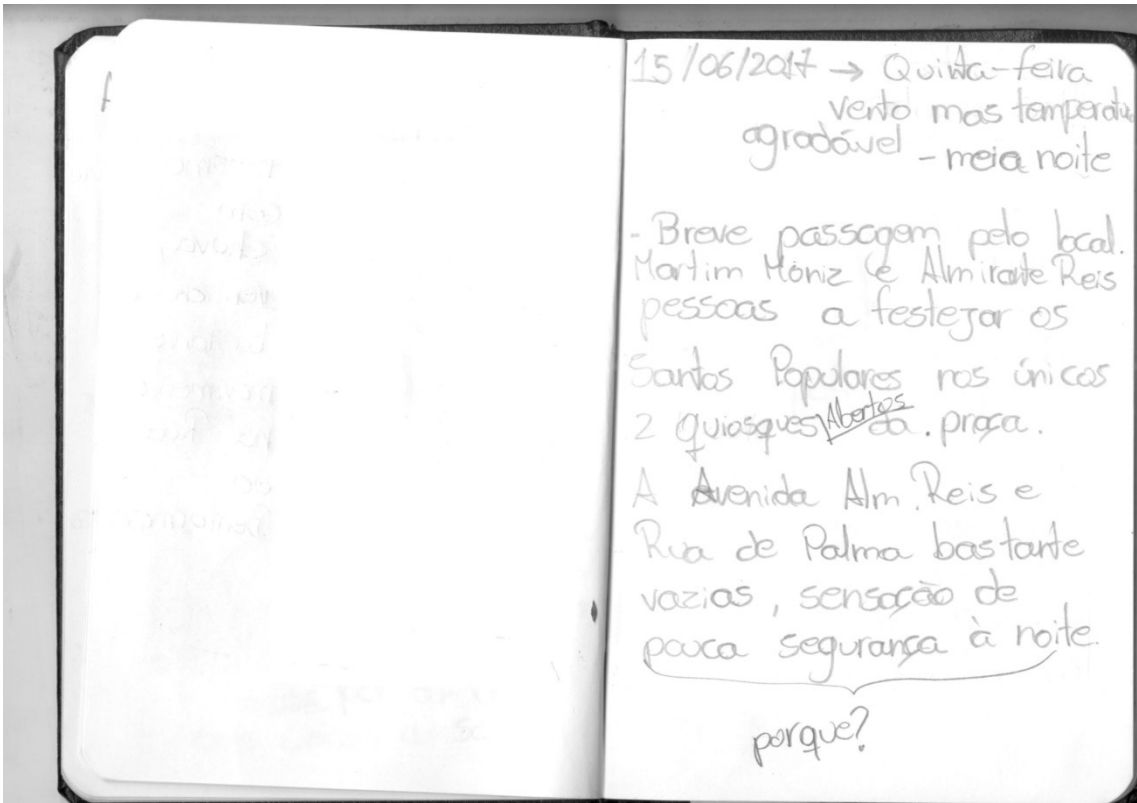 15/06/2017 → Quinta-feira
vento mas temperatura
agradável - meia noite
- Breve passagem pelo local.
Martim Moniz e Almirante Reis
pessoas a festejar os
Santos Populares nos únicos
2 quiosques Abertos da praça.
A Avenida Alm. Reis e
Rua de Palma bastante
vazias, sensação de
pouca segurança à noite.
porque?